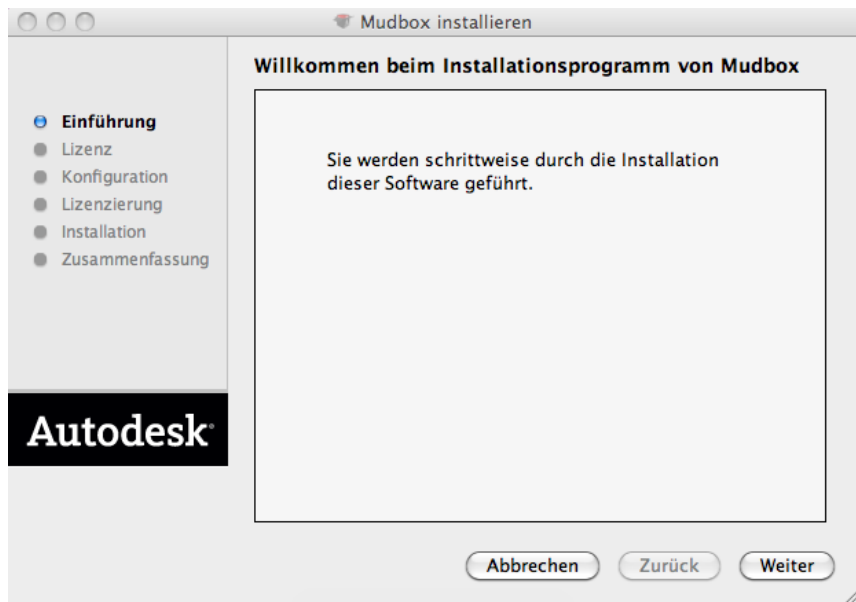 Mudbox installieren
Willkommen beim Installationsprogramm von Mudbox
Einführung
Lizenz
Konfiguration
Lizenzierung
Installation
Zusammenfassung
Sie werden schrittweise durch die Installation
dieser Software geführt.
Autodesk
Abbrechen
Zurück
Weiter